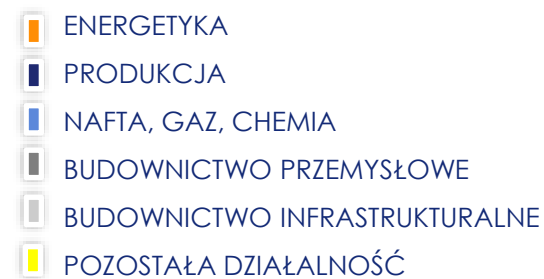 ENERGETYKA
PRODUKCJA
NAFTA, GAZ, CHEMIA
BUDOWNICTWO PRZEMYSŁOWE
BUDOWNICTWO INFRASTRUKTURALNE
POZOSTAŁA DZIAŁALNOŚĆ